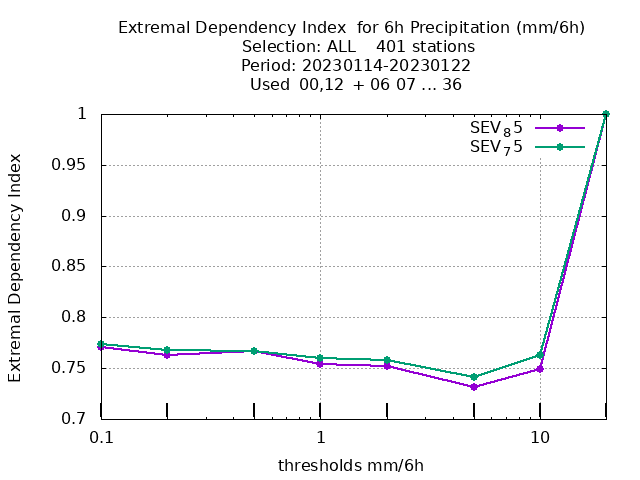 Extremal Dependency Index  for 6h Precipitation (mm/6h)
Selection: ALL    401 stations
Period: 20230114-20230122
Used  00,12  + 06 07 ... 36
SEV₈5
SEV₇5
1
0.95
0.9
0.85
0.8
0.75
0.7
Extremal Dependency Index
0.1
1
10
thresholds mm/6h